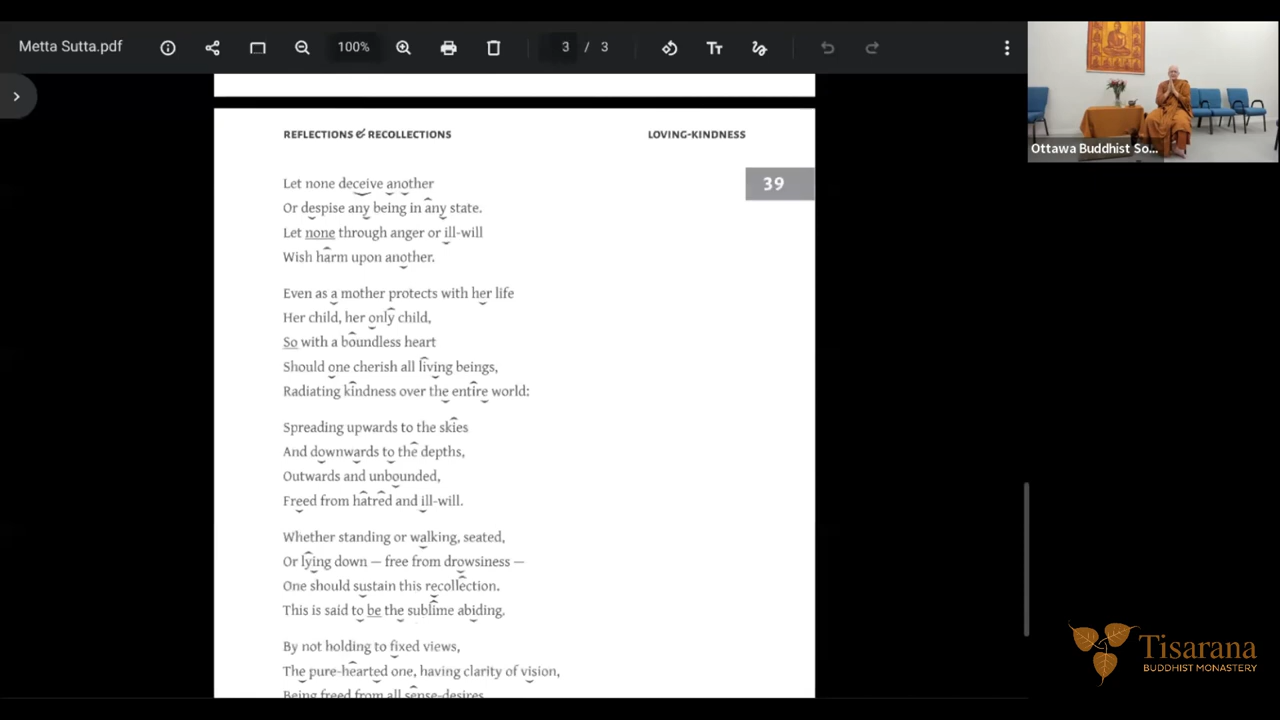 Metta Sutta.pdf
100%
3 / 3
REFLECTIONS & RECOLLECTIONS
LOVING-KINDNESS
39
Let none deceive another
Or despise any being in any state.
Let none through anger or ill-will
Wish harm upon another.
Even as a mother protects with her life
Her child, her only child,
So with a boundless heart
Should one cherish all living beings,
Radiating kindness over the entire world:
Spreading upwards to the skies
And downwards to the depths,
Outwards and unbounded,
Freed from hatred and ill-will.
Whether standing or walking, seated,
Or lying down — free from drowsiness —
One should sustain this recollection.
This is said to be the sublime abiding.
By not holding to fixed views,
The pure-hearted one, having clarity of vision,
Being freed from all sense-desires
Ottawa Buddhist So...
Tisarana
BUDDHIST MONASTERY